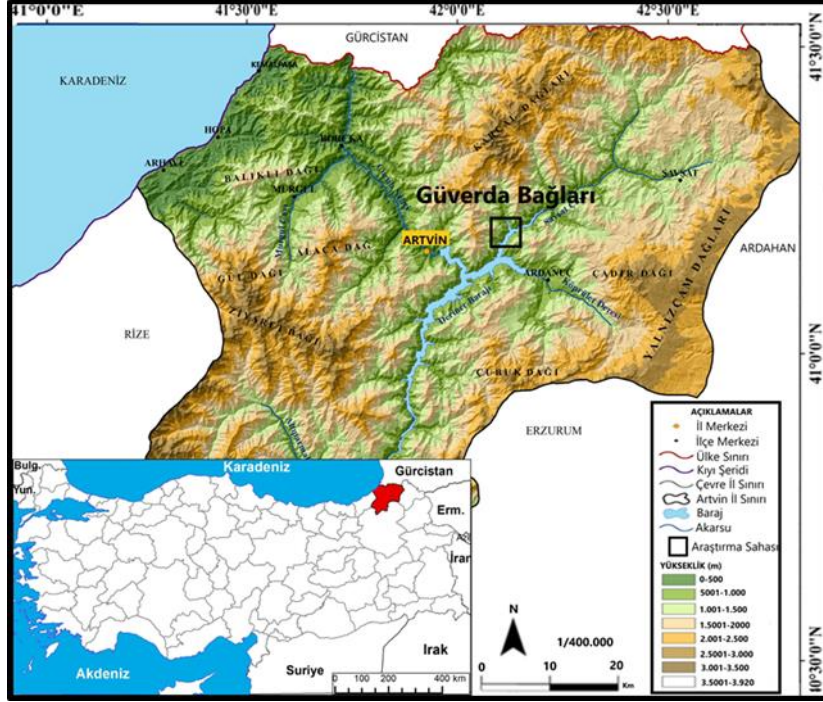 41°0'0"E
41°30'0"E
42°0'0"E
42°30'0"E
GÜRCİSTAN
41°30'0"N
KARADENİZ
KEMALPAŞA
KARÇAL DAĞLARI
HOPA
BORÇKA
ARHAVİ
BALIKLI DAĞI
ŞAVŞAT
MURGUL
Güverda Bağları
ARTVİN
ALACA DAĞ
ARDAHAN
GÜL DAĞI
ARDANUÇ
ÇADIR DAĞI
YALNIZÇAM DAĞLARI
Deriner Barajı
RİZE
41°0'0"N
ÇURUK DAĞI
ERZURUM
AÇIKLAMALAR
İl Merkezi
İlçe Merkezi
Ülke Sınırı
Kıyı Şeridi
Çevre İl Sınırı
Artvin İl Sınırı
Baraj
Akarsu
Araştırma Sahası
YÜKSEKLİK (m)
0-500
5001-1.000
1.001-1.500
1.5001-2000
2.001-2.500
2.5001-3.000
3.001-3.500
3.5001-3.920
40°30'0"N
N
1/400.000
0 10 20
Km
Bulg.
Yun.
Karadeniz
Gürcistan
Erm.
İran
Irak
Suriye
Akdeniz
0 100 200 400 km